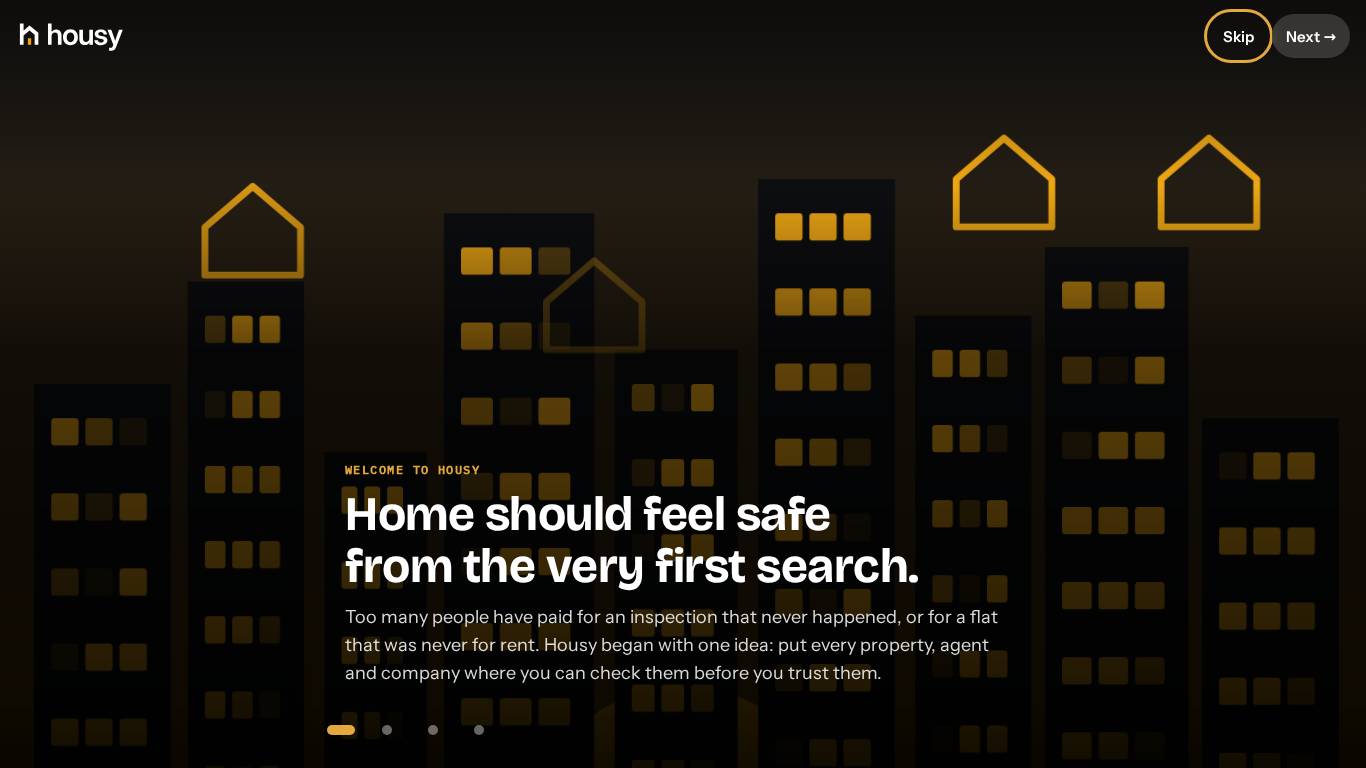 housy
Skip
Next →
WELCOME TO HOUSY
Home should feel safe
from the very first search.
Too many people have paid for an inspection that never happened, or for a flat
that was never for rent. Housy began with one idea: put every property, agent
and company where you can check them before you trust them.